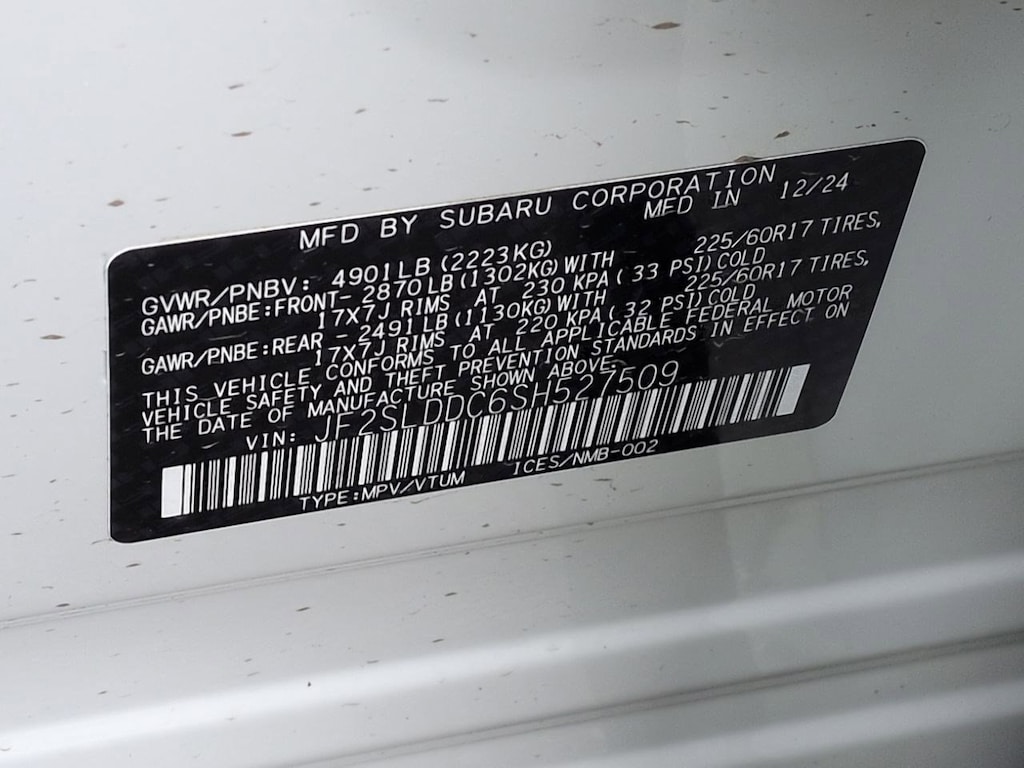 MFD BY SUBARU CORPORATION
MFD IN 12/24
GVWR/PNBV: 4901LB (2223KG)
GAWR/PNBE:FRONT- 2870LB(1302KG)WITH 225/60R17 TIRES,
17X7J RIMS AT 230 KPA( 33 PSI)COLD
GAWR/PNBE:REAR -2491LB(1130KG)WITH 225/60R17 TIRES,
17X7J RIMS AT 220 KPA( 32 PSI)COLD
THIS VEHICLE CONFORMS TO ALL APPLICABLE FEDERAL MOTOR
VEHICLE SAFETY AND THEFT PREVENTION STANDARDS IN EFFECT ON
THE DATE OF MANUFACTURE SHOWN ABOVE.
VIN: JF2SLDDC6SH527509
TYPE:MPV/VTUM ICES/NMB-002